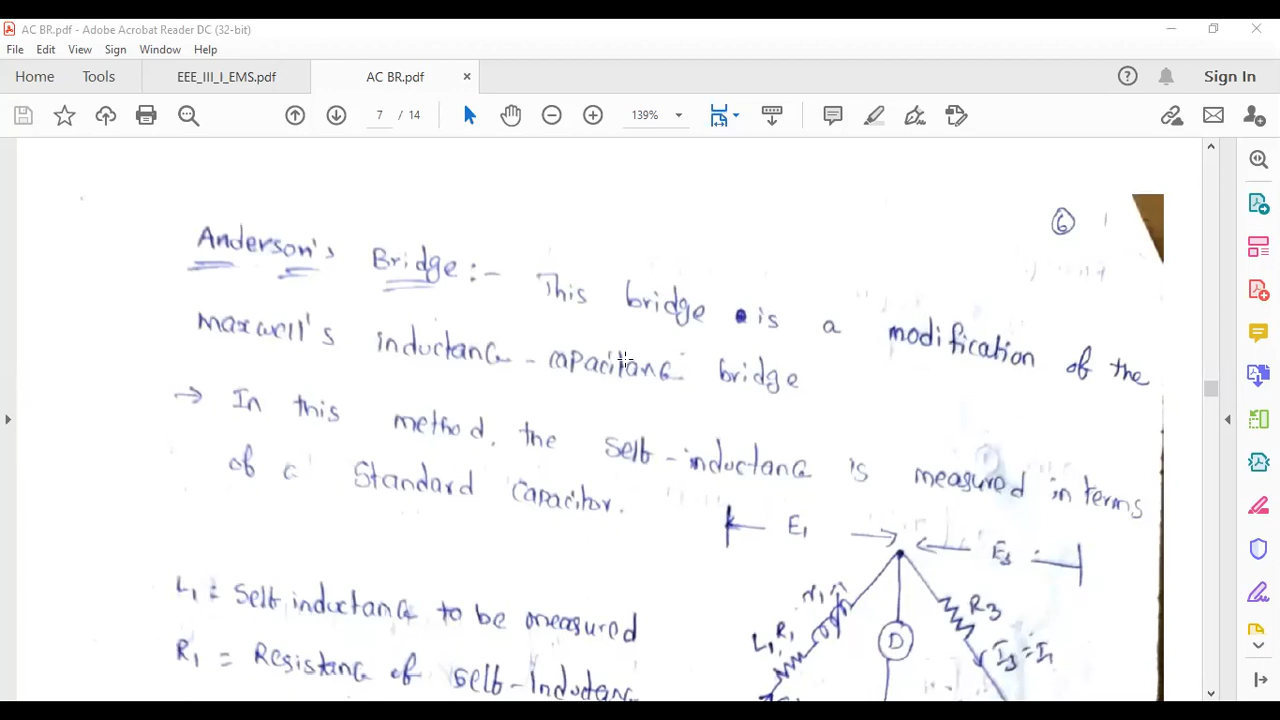 AC BR.pdf - Adobe Acrobat Reader DC (32-bit)
File Edit View Sign Window Help
Home Tools EEE_III_I_EMS.pdf AC BR.pdf × Sign In
7 / 14 139%
6
Anderson's Bridge :- This bridge is a modification of the
Maxwell's inductance - capacitance bridge
→ In this method, the self-inductance is measured in terms
of a Standard Capacitor.
E1 E3
L1 = Self inductance to be measured
R1 = Resistance of self-Inductance
L1 R1 r1 D R3
I3 = I1